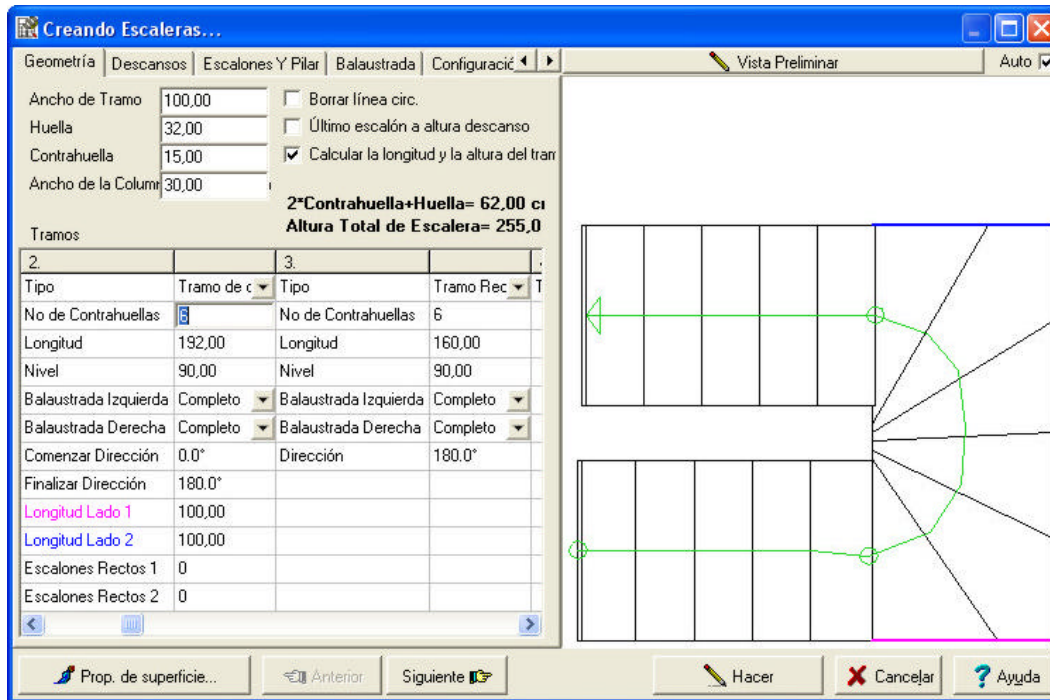 Creando Escaleras...
Geometría Descansos Escalones Y Pilar Balaustrada Configuració
Vista Preliminar Auto
Ancho de Tramo 100,00 Borrar línea circ.
Huella 32,00 Último escalón a altura descanso
Contrahuella 15,00 Calcular la longitud y la altura del tram
Ancho de la Column 30,00
2*Contrahuella+Huella= 62,00 cm
Altura Total de Escalera= 255,0
Tramos
2. 3.
Tipo Tramo de c Tipo Tramo Rec T
No de Contrahuellas 6 No de Contrahuellas 6
Longitud 192,00 Longitud 160,00
Nivel 90,00 Nivel 90,00
Balaustrada Izquierda Completo Balaustrada Izquierda Completo
Balaustrada Derecha Completo Balaustrada Derecha Completo
Comenzar Dirección 0.0° Dirección 180.0°
Finalizar Dirección 180.0°
Longitud Lado 1 100,00
Longitud Lado 2 100,00
Escalones Rectos 1 0
Escalones Rectos 2 0
Prop. de superficie... Anterior Siguiente Hacer Cancelar Ayuda